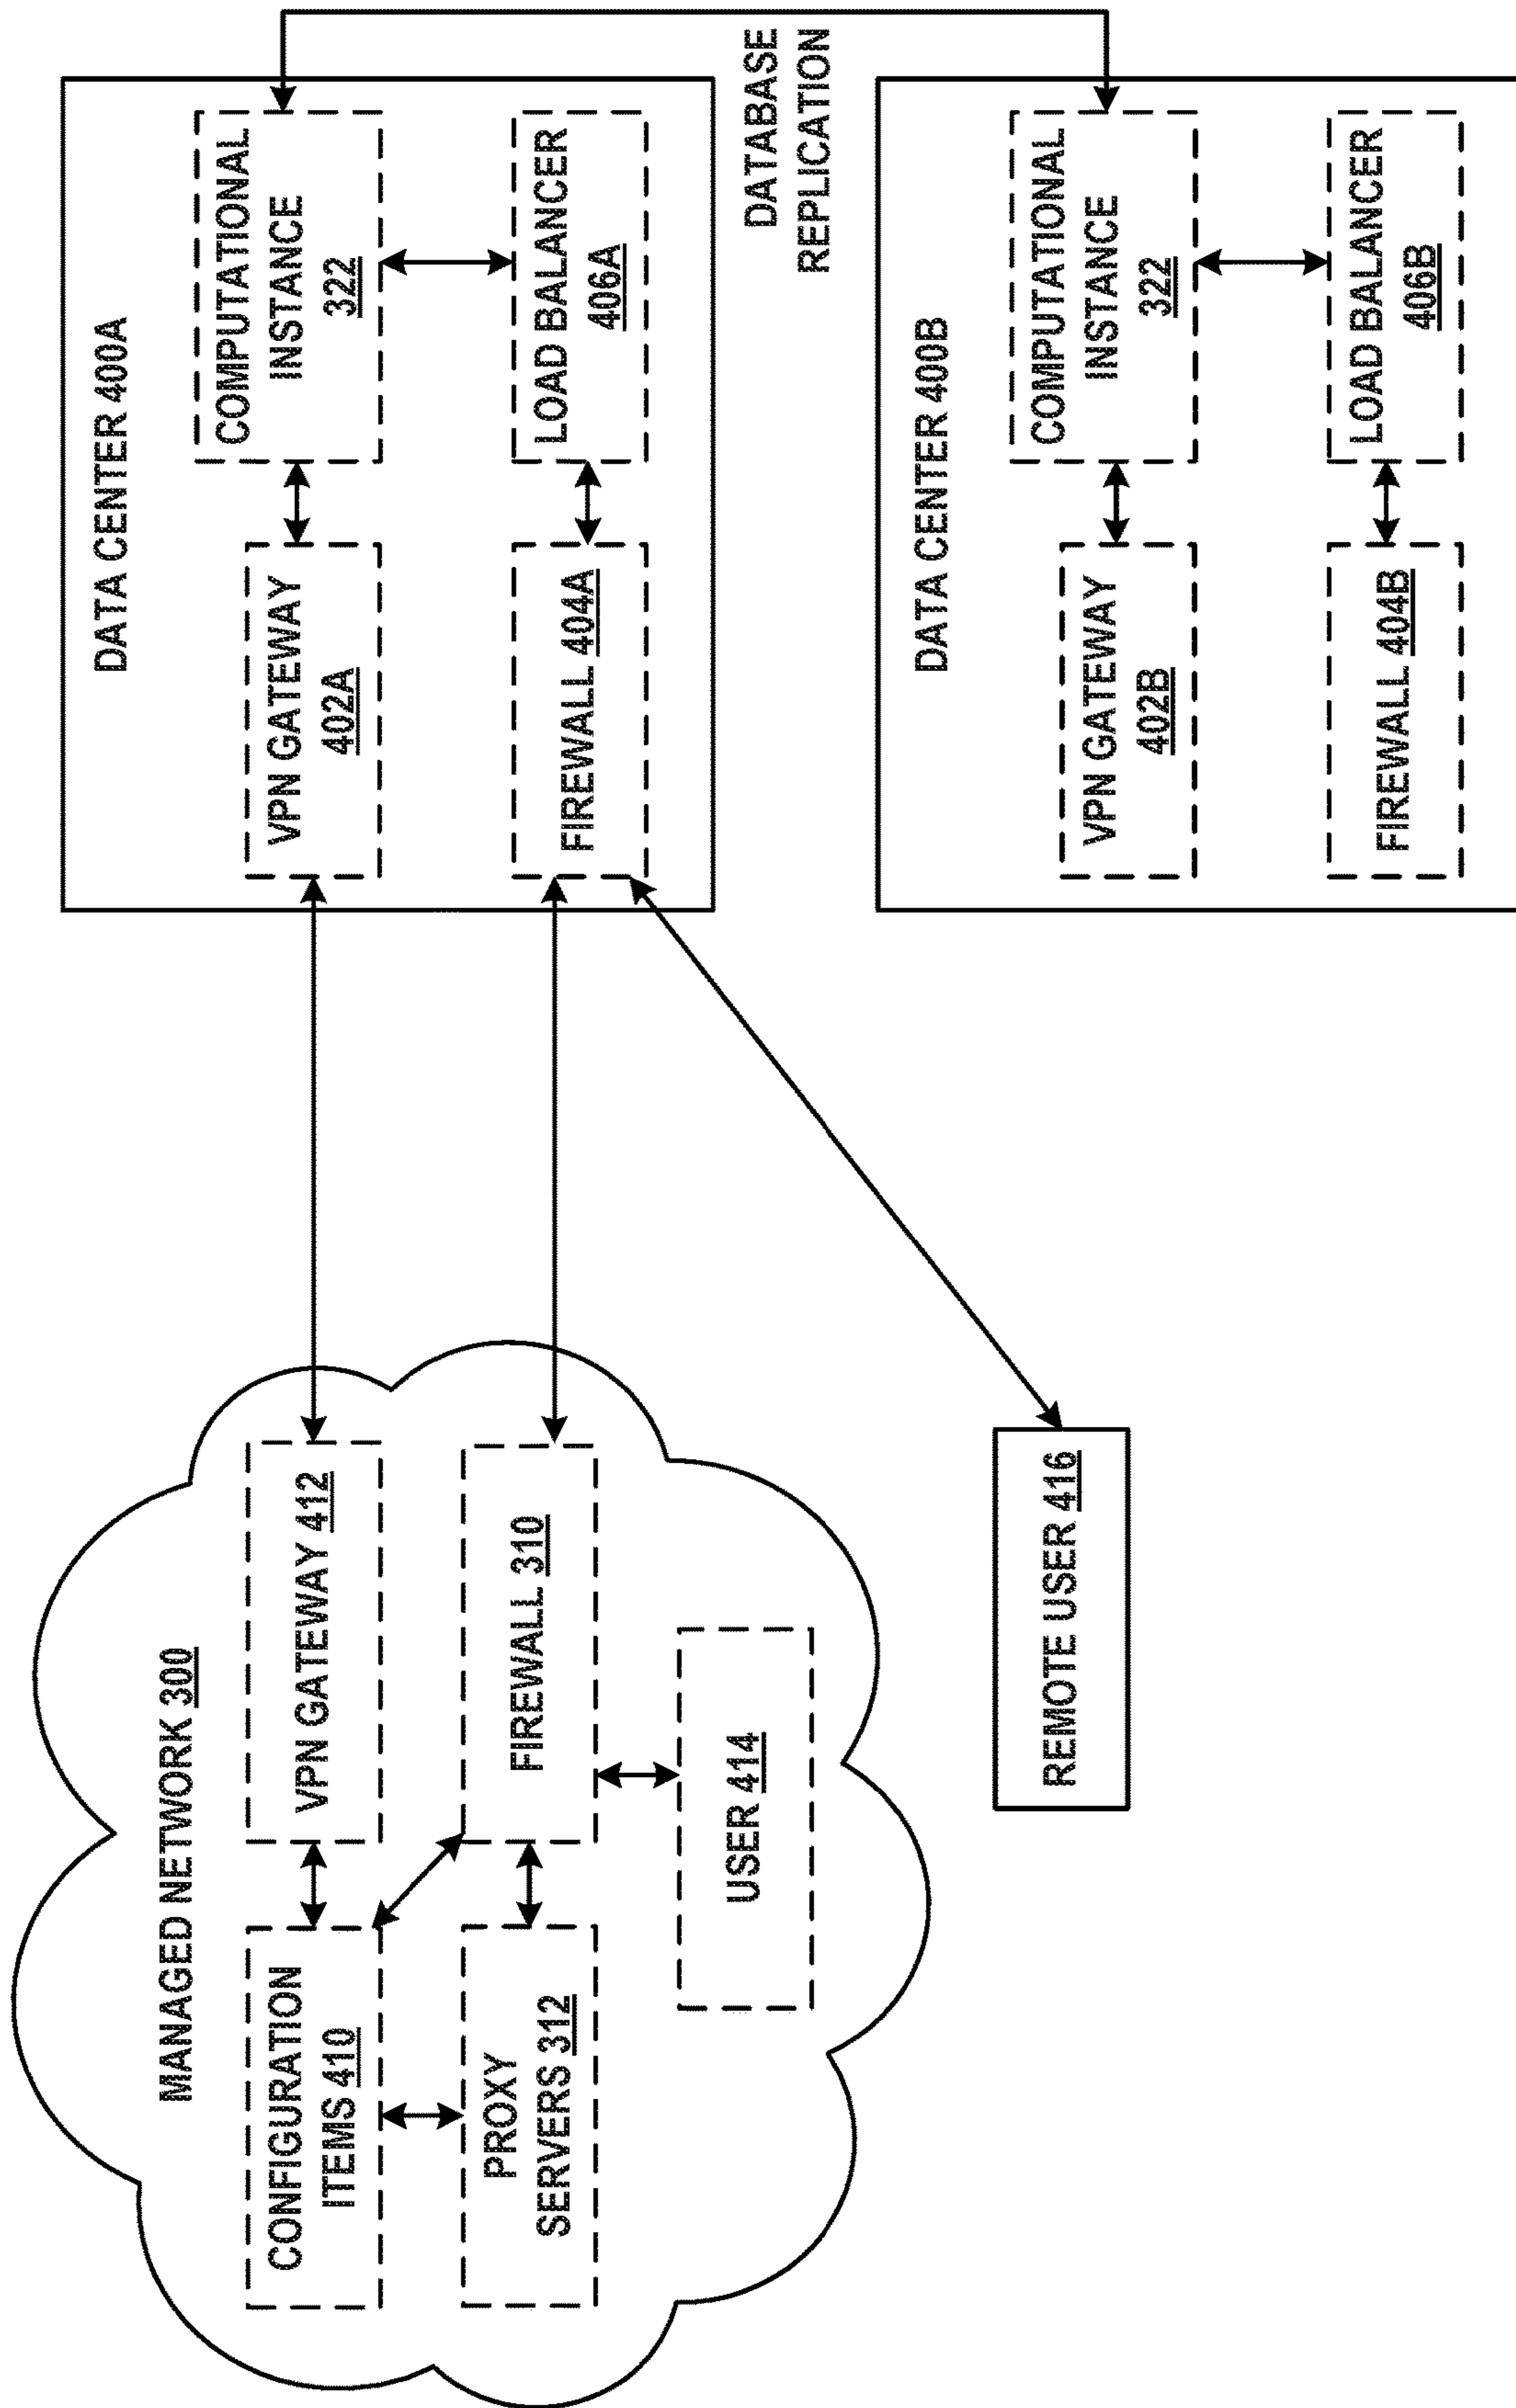 MANAGED NETWORK 300
CONFIGURATION
ITEMS 410
VPN GATEWAY 412
PROXY
SERVERS 312
FIREWALL 310
USER 414
REMOTE USER 416
DATA CENTER 400A
VPN GATEWAY
402A
COMPUTATIONAL
INSTANCE
322
FIREWALL 404A
LOAD BALANCER
406A
DATABASE
REPLICATION
DATA CENTER 400B
VPN GATEWAY
402B
COMPUTATIONAL
INSTANCE
322
FIREWALL 404B
LOAD BALANCER
406B